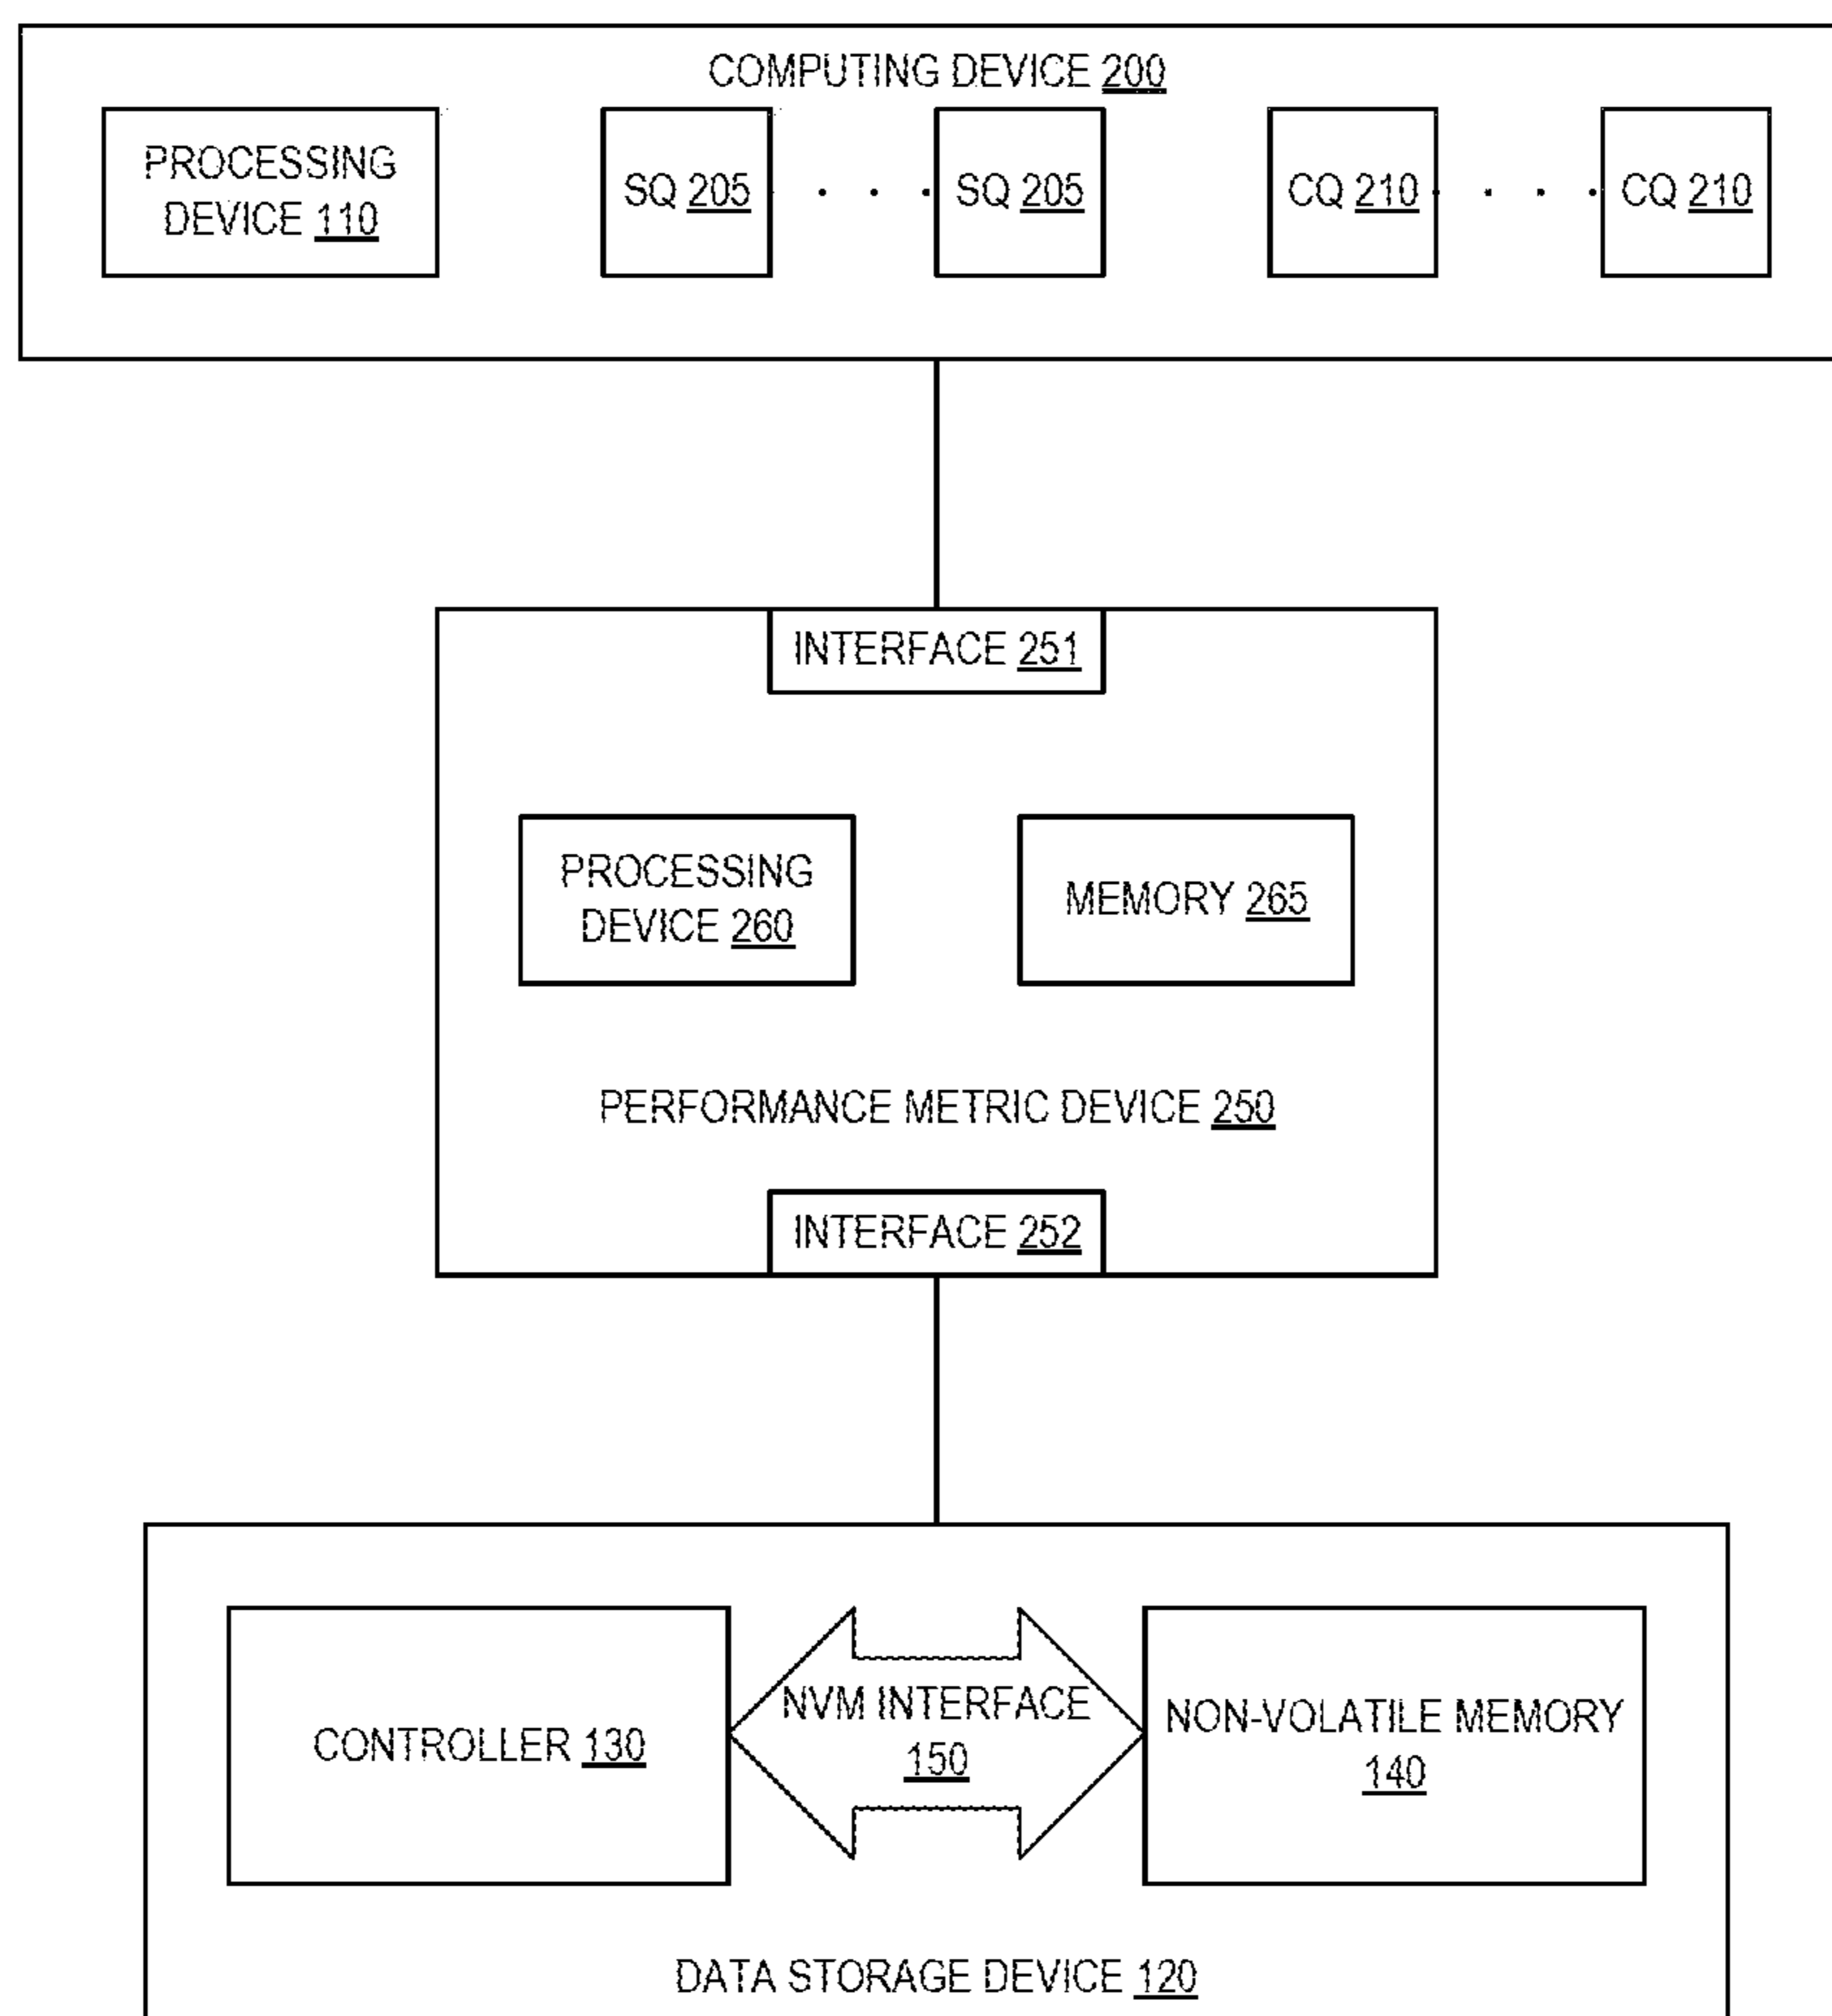 COMPUTING DEVICE 200
PROCESSING
DEVICE 110
SQ 205
SQ 205
CQ 210
CQ 210
INTERFACE 251
PROCESSING
DEVICE 260
MEMORY 265
PERFORMANCE METRIC DEVICE 250
INTERFACE 252
CONTROLLER 130
NVM INTERFACE
150
NON-VOLATILE MEMORY
140
DATA STORAGE DEVICE 120